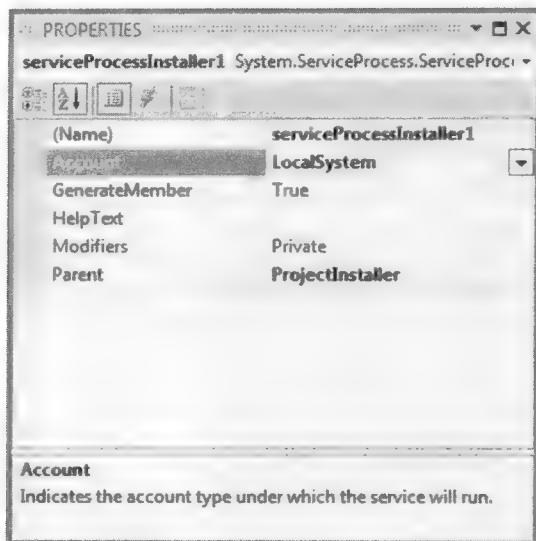 PROPERTIES
serviceProcessInstaller1 System.ServiceProcess.ServiceProc
(Name) serviceProcessInstaller1
Account LocalSystem
GenerateMember True
HelpText
Modifiers Private
Parent ProjectInstaller
Account
Indicates the account type under which the service will run.